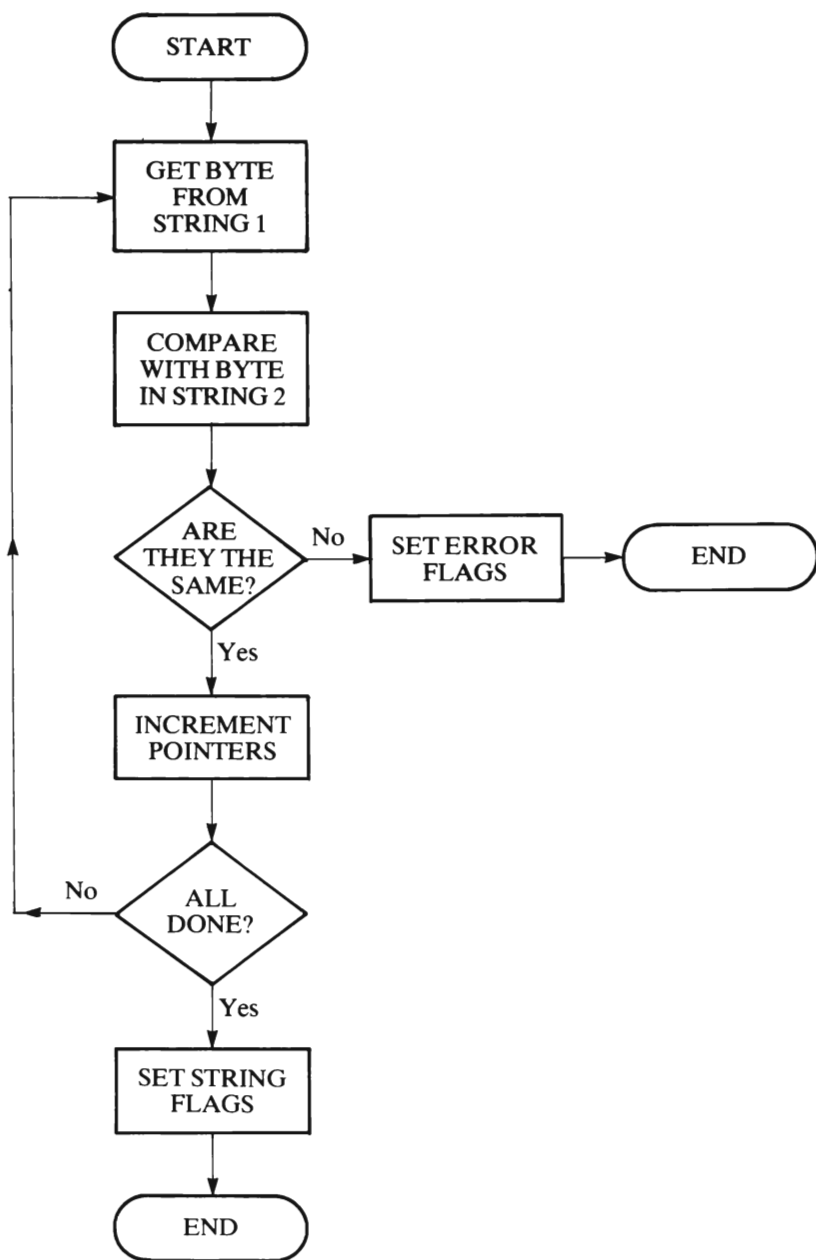 START
GET BYTE
FROM
STRING 1
COMPARE
WITH BYTE
IN STRING 2
ARE
THEY THE
SAME?
No
SET ERROR
FLAGS
END
Yes
INCREMENT
POINTERS
No
ALL
DONE?
Yes
SET STRING
FLAGS
END